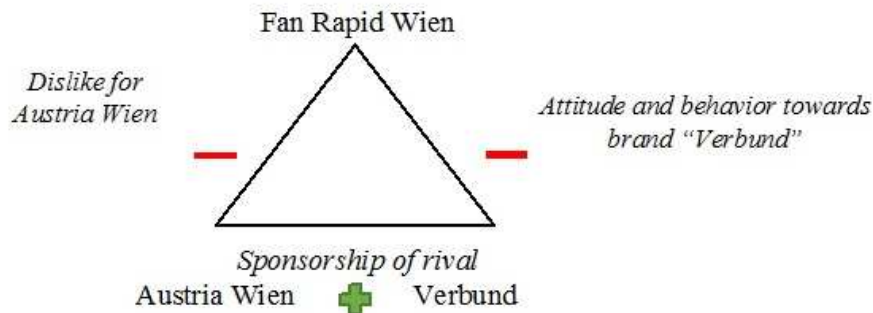 Fan Rapid Wien
Dislike for
Austria Wien
Attitude and behavior towards
brand “Verbund”
Sponsorship of rival
Austria Wien Verbund